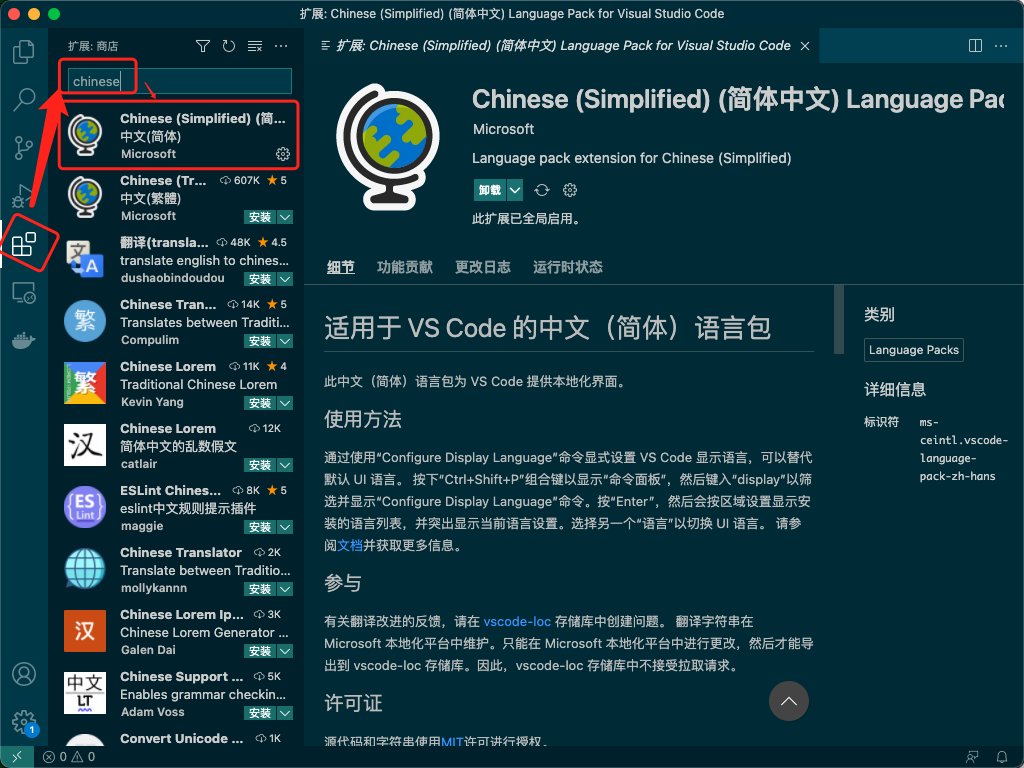 扩展: Chinese (Simplified) (简体中文) Language Pack for Visual Studio Code
扩展: 商店
chinese
Chinese (Simplified) (简...
中文(简体)
Microsoft
Chinese (Tr... 607K ★ 5
中文(繁體)
Microsoft 安装
翻译(transla... 48K ★ 4.5
translate english to chines...
dushaobindoudou 安装
文 A
Chinese Tran... 14K ★ 5
Translates between Traditi...
Compulim 安装
繁
Chinese Lorem 11K ★ 4
Traditional Chinese Lorem
Kevin Yang 安装
繁
Chinese Lorem 12K
简体中文的乱数假文
catlair 安装
汉
ESLint Chines... 8K ★ 5
eslint中文规则提示插件
maggie 安装
{ES}
Lint
Chinese Translator 2K
Translate between Traditio...
mollykannn 安装
Chinese Lorem Ip... 3K
Chinese Lorem Generator ...
Galen Dai 安装
汉
Chinese Support ... 5K
Enables grammar checkin...
Adam Voss 安装
中文
LT
Convert Unicode ... 1K
扩展: Chinese (Simplified) (简体中文) Language Pack for Visual Studio Code
Chinese (Simplified) (简体中文) Language Pac
Microsoft
Language pack extension for Chinese (Simplified)
卸载
此扩展已全局启用。
细节 功能贡献 更改日志 运行时状态
适用于 VS Code 的中文（简体）语言包
此中文（简体）语言包为 VS Code 提供本地化界面。
使用方法
通过使用“Configure Display Language”命令显式设置 VS Code 显示语言，可以替代
默认 UI 语言。 按下“Ctrl+Shift+P”组合键以显示“命令面板”，然后键入“display”以筛
选并显示“Configure Display Language”命令。按“Enter”，然后会按区域设置显示安
装的语言列表，并突出显示当前语言设置。选择另一个“语言”以切换 UI 语言。 请参
阅文档并获取更多信息。
参与
有关翻译改进的反馈，请在 vscode-loc 存储库中创建问题。 翻译字符串在
Microsoft 本地化平台中维护。只能在 Microsoft 本地化平台中进行更改，然后才能导
出到 vscode-loc 存储库。因此，vscode-loc 存储库中不接受拉取请求。
许可证
源代码和字符串使用MIT许可进行授权。
类别
Language Packs
详细信息
标识符
ms-
ceintl.vscode-
language-
pack-zh-hans
1
0 0